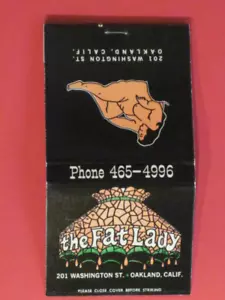 201 WASHINGTON ST.
OAKLAND, CALIF.
Phone 465-4996
the Fat Lady
201 WASHINGTON ST. - OAKLAND, CALIF.
PLEASE CLOSE COVER BEFORE STRIKING